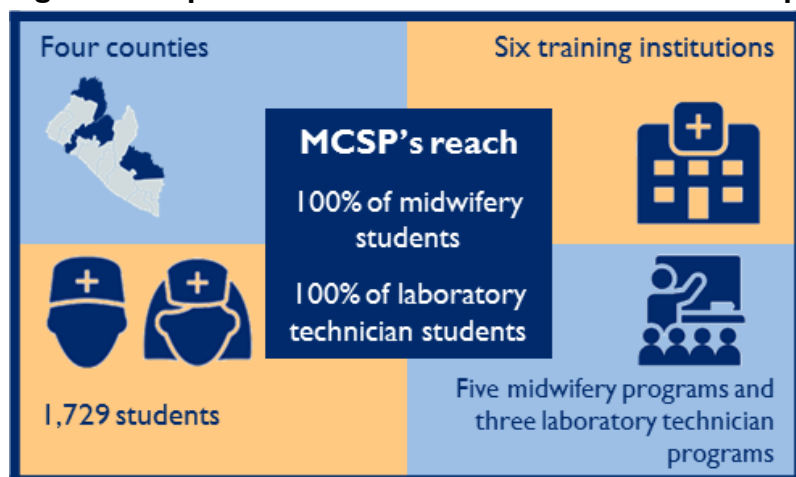 Four counties
Six training institutions
MCSP's reach
100% of midwifery
students
100% of laboratory
technician students
1,729 students
Five midwifery programs and
three laboratory technician
programs